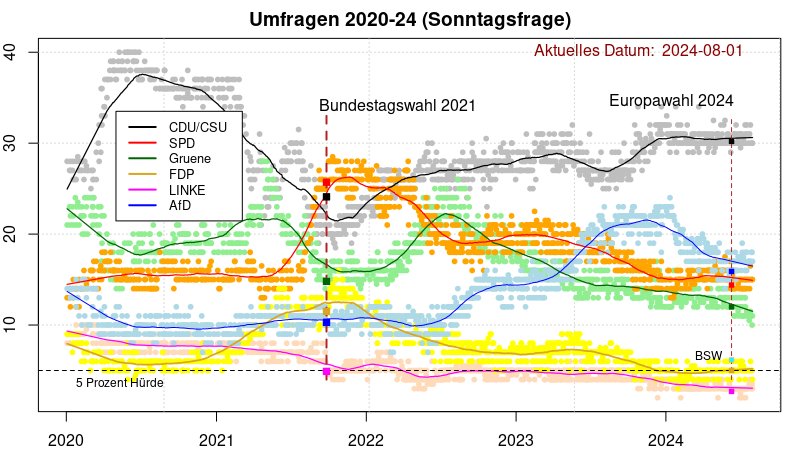 Umfragen 2020-24 (Sonntagsfrage)
Aktuelles Datum: 2024-08-01
Bundestagswahl 2021
Europawahl 2024
CDU/CSU
SPD
Gruene
FDP
LINKE
AfD
40
30
20
10
BSW
5 Prozent Hürde
2020 2021 2022 2023 2024